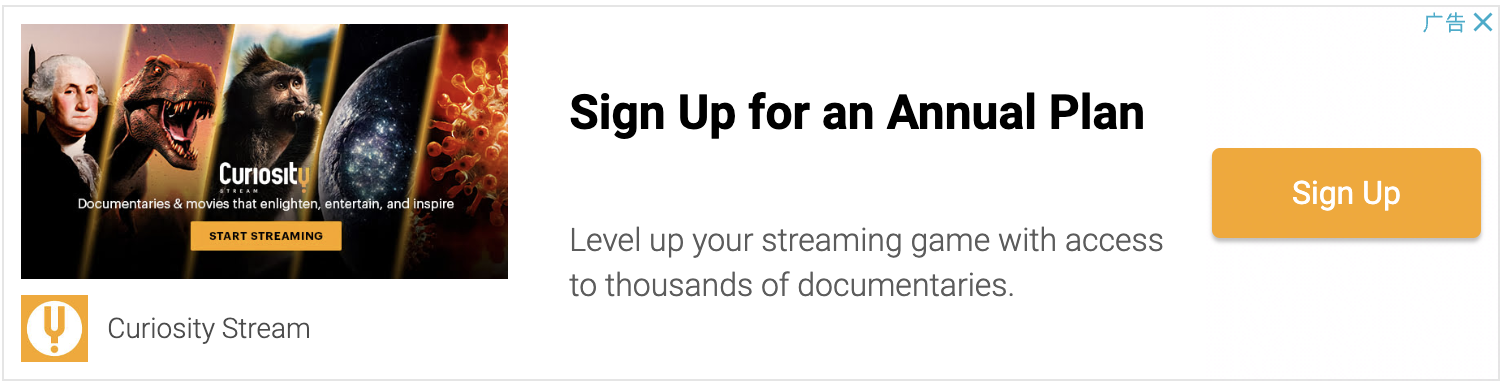 广告
Curiosity
STREAM
Documentaries & movies that enlighten, entertain, and inspire
START STREAMING
Curiosity Stream
Sign Up for an Annual Plan
Level up your streaming game with access
to thousands of documentaries.
Sign Up